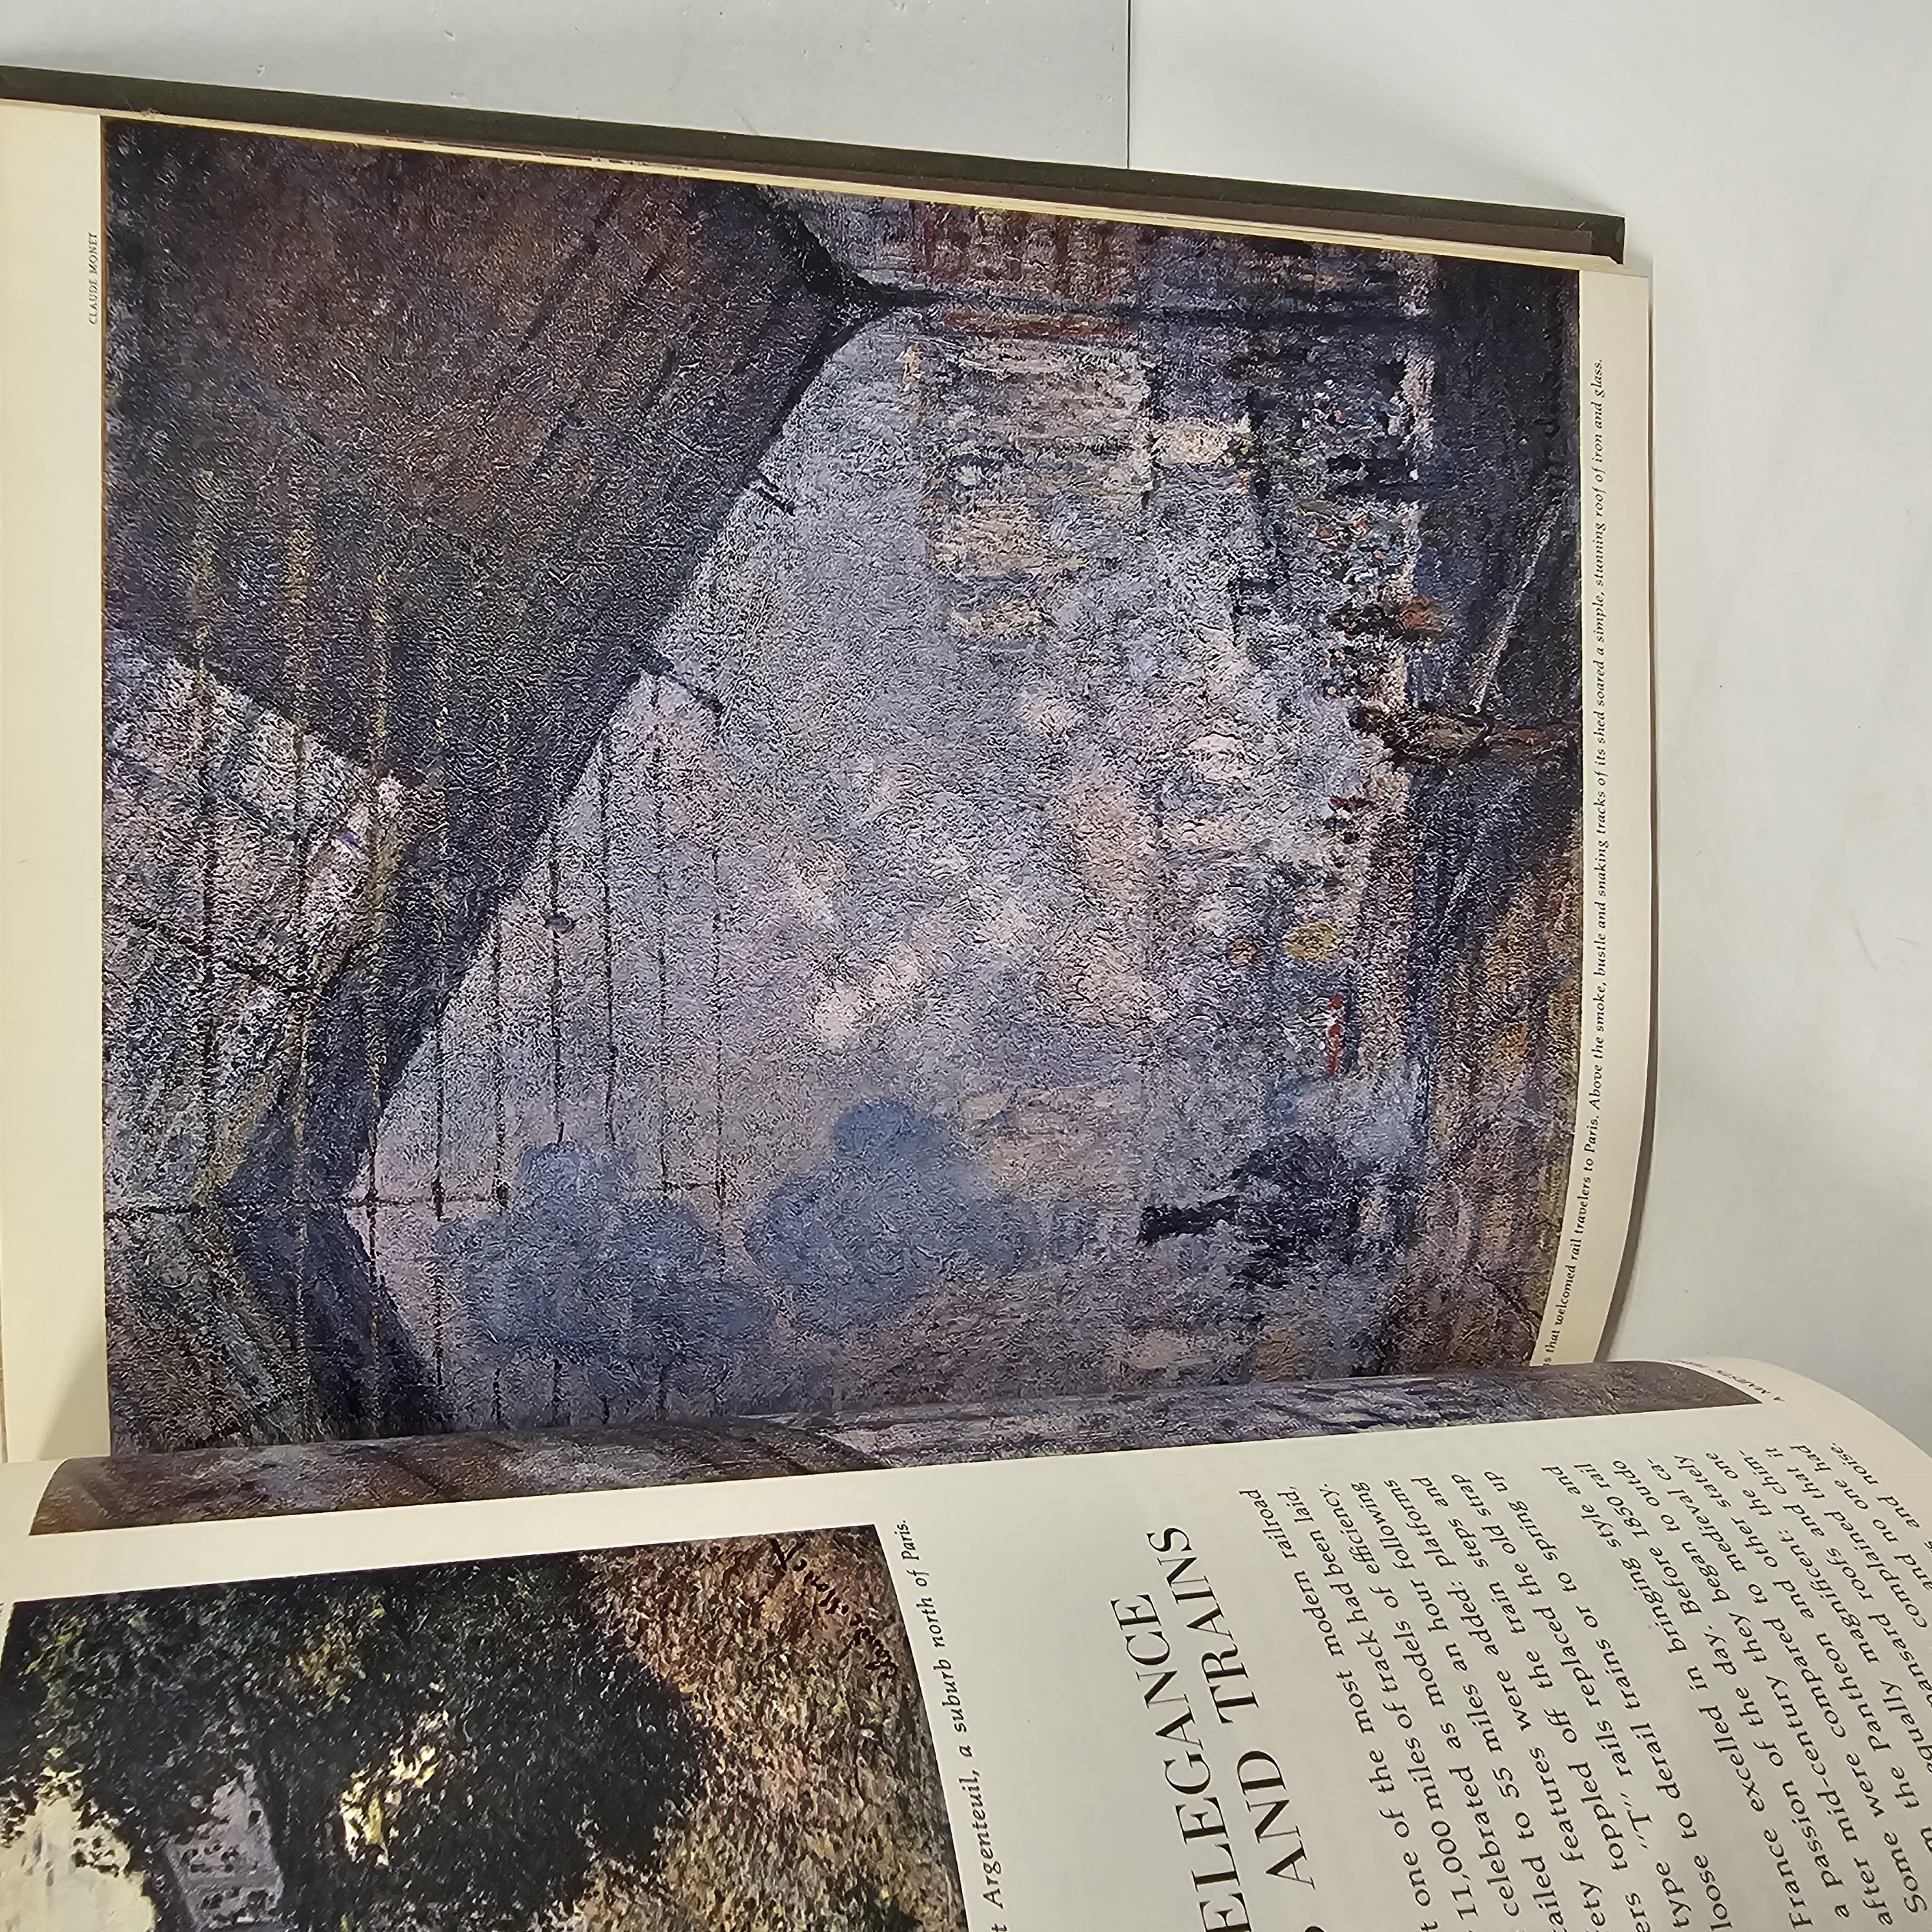 Claude Monet
t Argenteuil, a suburb north of Paris.
ELEGANCE
AND TRAINS
t one of the most modern railroad
11,000 miles of track had been laid,
celebrated as models of efficiency.
ailed to 55 miles an hour following
ety features were added: platforms
ers toppled off the train steps and
type "T" rails replaced the old strap
loose to derail trains or to spring up
France excelled in bringing style and
a passion of the day. Before 1850 rail
after mid-century they began to outdo
Some were compared to medieval ca-
m the Pantheon and other stately
equally magnificent: the one
mansard roofs and chim-
complained that it
and no one had
s and noise.
CLAUDE MONET
s that welcomed rail travelers to Paris. Above the smoke, bustle and snaking tracks of its shed soared a simple, stunning roof of iron and glass.